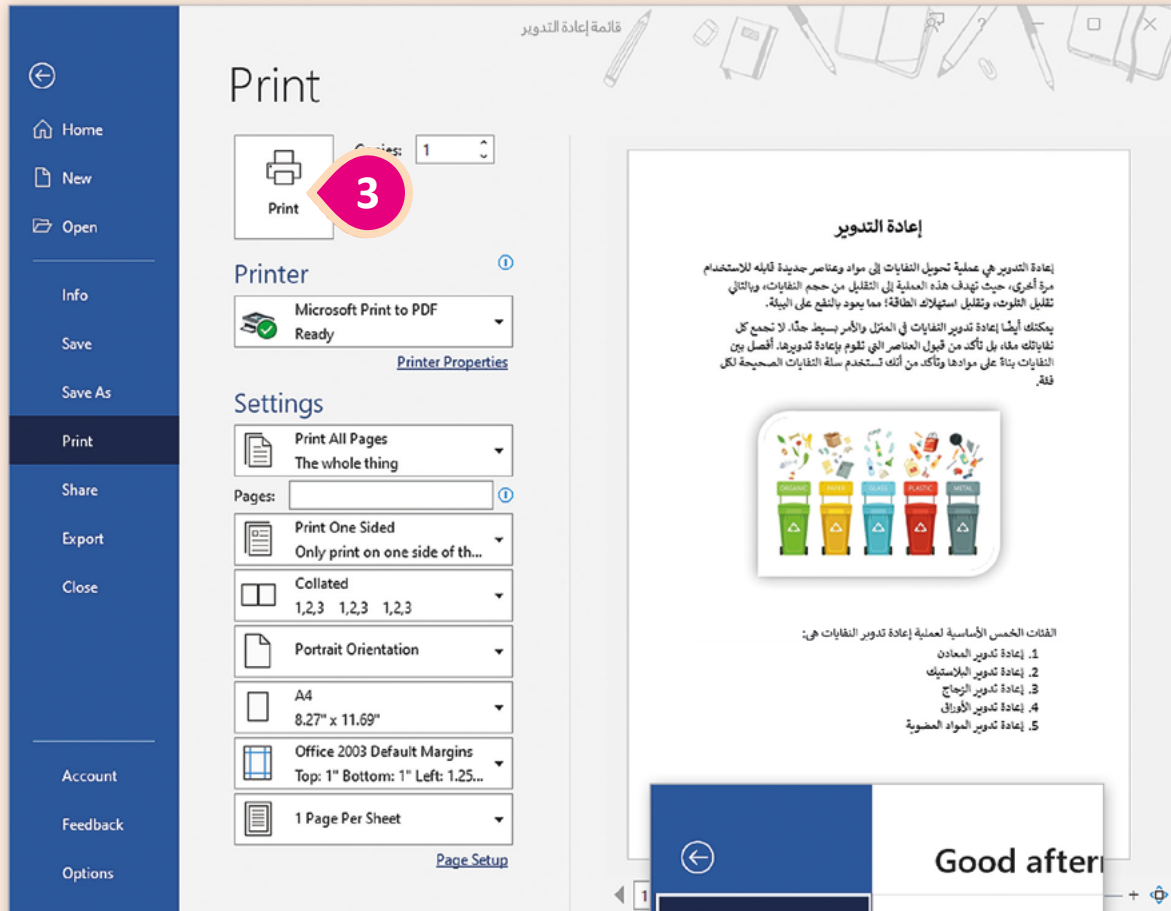 قائمة إعادة التدوير
?
Print
Home
New
Open
Info
Save
Save As
Print
Share
Export
Close
Account
Feedback
Options
Print
Copies: 1
3
Printer
Microsoft Print to PDF
Ready
Printer Properties
Settings
Print All Pages
The whole thing
Pages:
Print One Sided
Only print on one side of th...
Collated
1,2,3 1,2,3 1,2,3
Portrait Orientation
A4
8.27" x 11.69"
Office 2003 Default Margins
Top: 1" Bottom: 1" Left: 1.25...
1 Page Per Sheet
Page Setup
إعادة التدوير
إعادة التدوير هي عملية تحويل النفايات إلى مواد وعناصر جديدة قابله للاستخدام
مرة أخرى، حيث تهدف هذه العملية إلى التقليل من حجم النفايات، وبالتالي
تقليل التلوث، وتقليل استهلاك الطاقة؛ مما يعود بالنفع على البيئة.
يمكنك أيضًا إعادة تدوير النفايات في المنزل والأمر بسيط جدًا. لا تجمع كل
نفاياتك معًا، بل تأكد من قبول العناصر التي تقوم بإعادة تدويرها. أفصل بين
النفايات بناءً على موادها وتأكد من أنك تستخدم سلة النفايات الصحيحة لكل
فئة.
ORGANIC PAPER GLASS PLASTIC METAL
الفئات الخمس الأساسية لعملية إعادة تدوير النفايات هي:
1. إعادة تدوير المعادن
2. إعادة تدوير البلاستيك
3. إعادة تدوير الزجاج
4. إعادة تدوير الأوراق
5. إعادة تدوير المواد العضوية
1
Good after